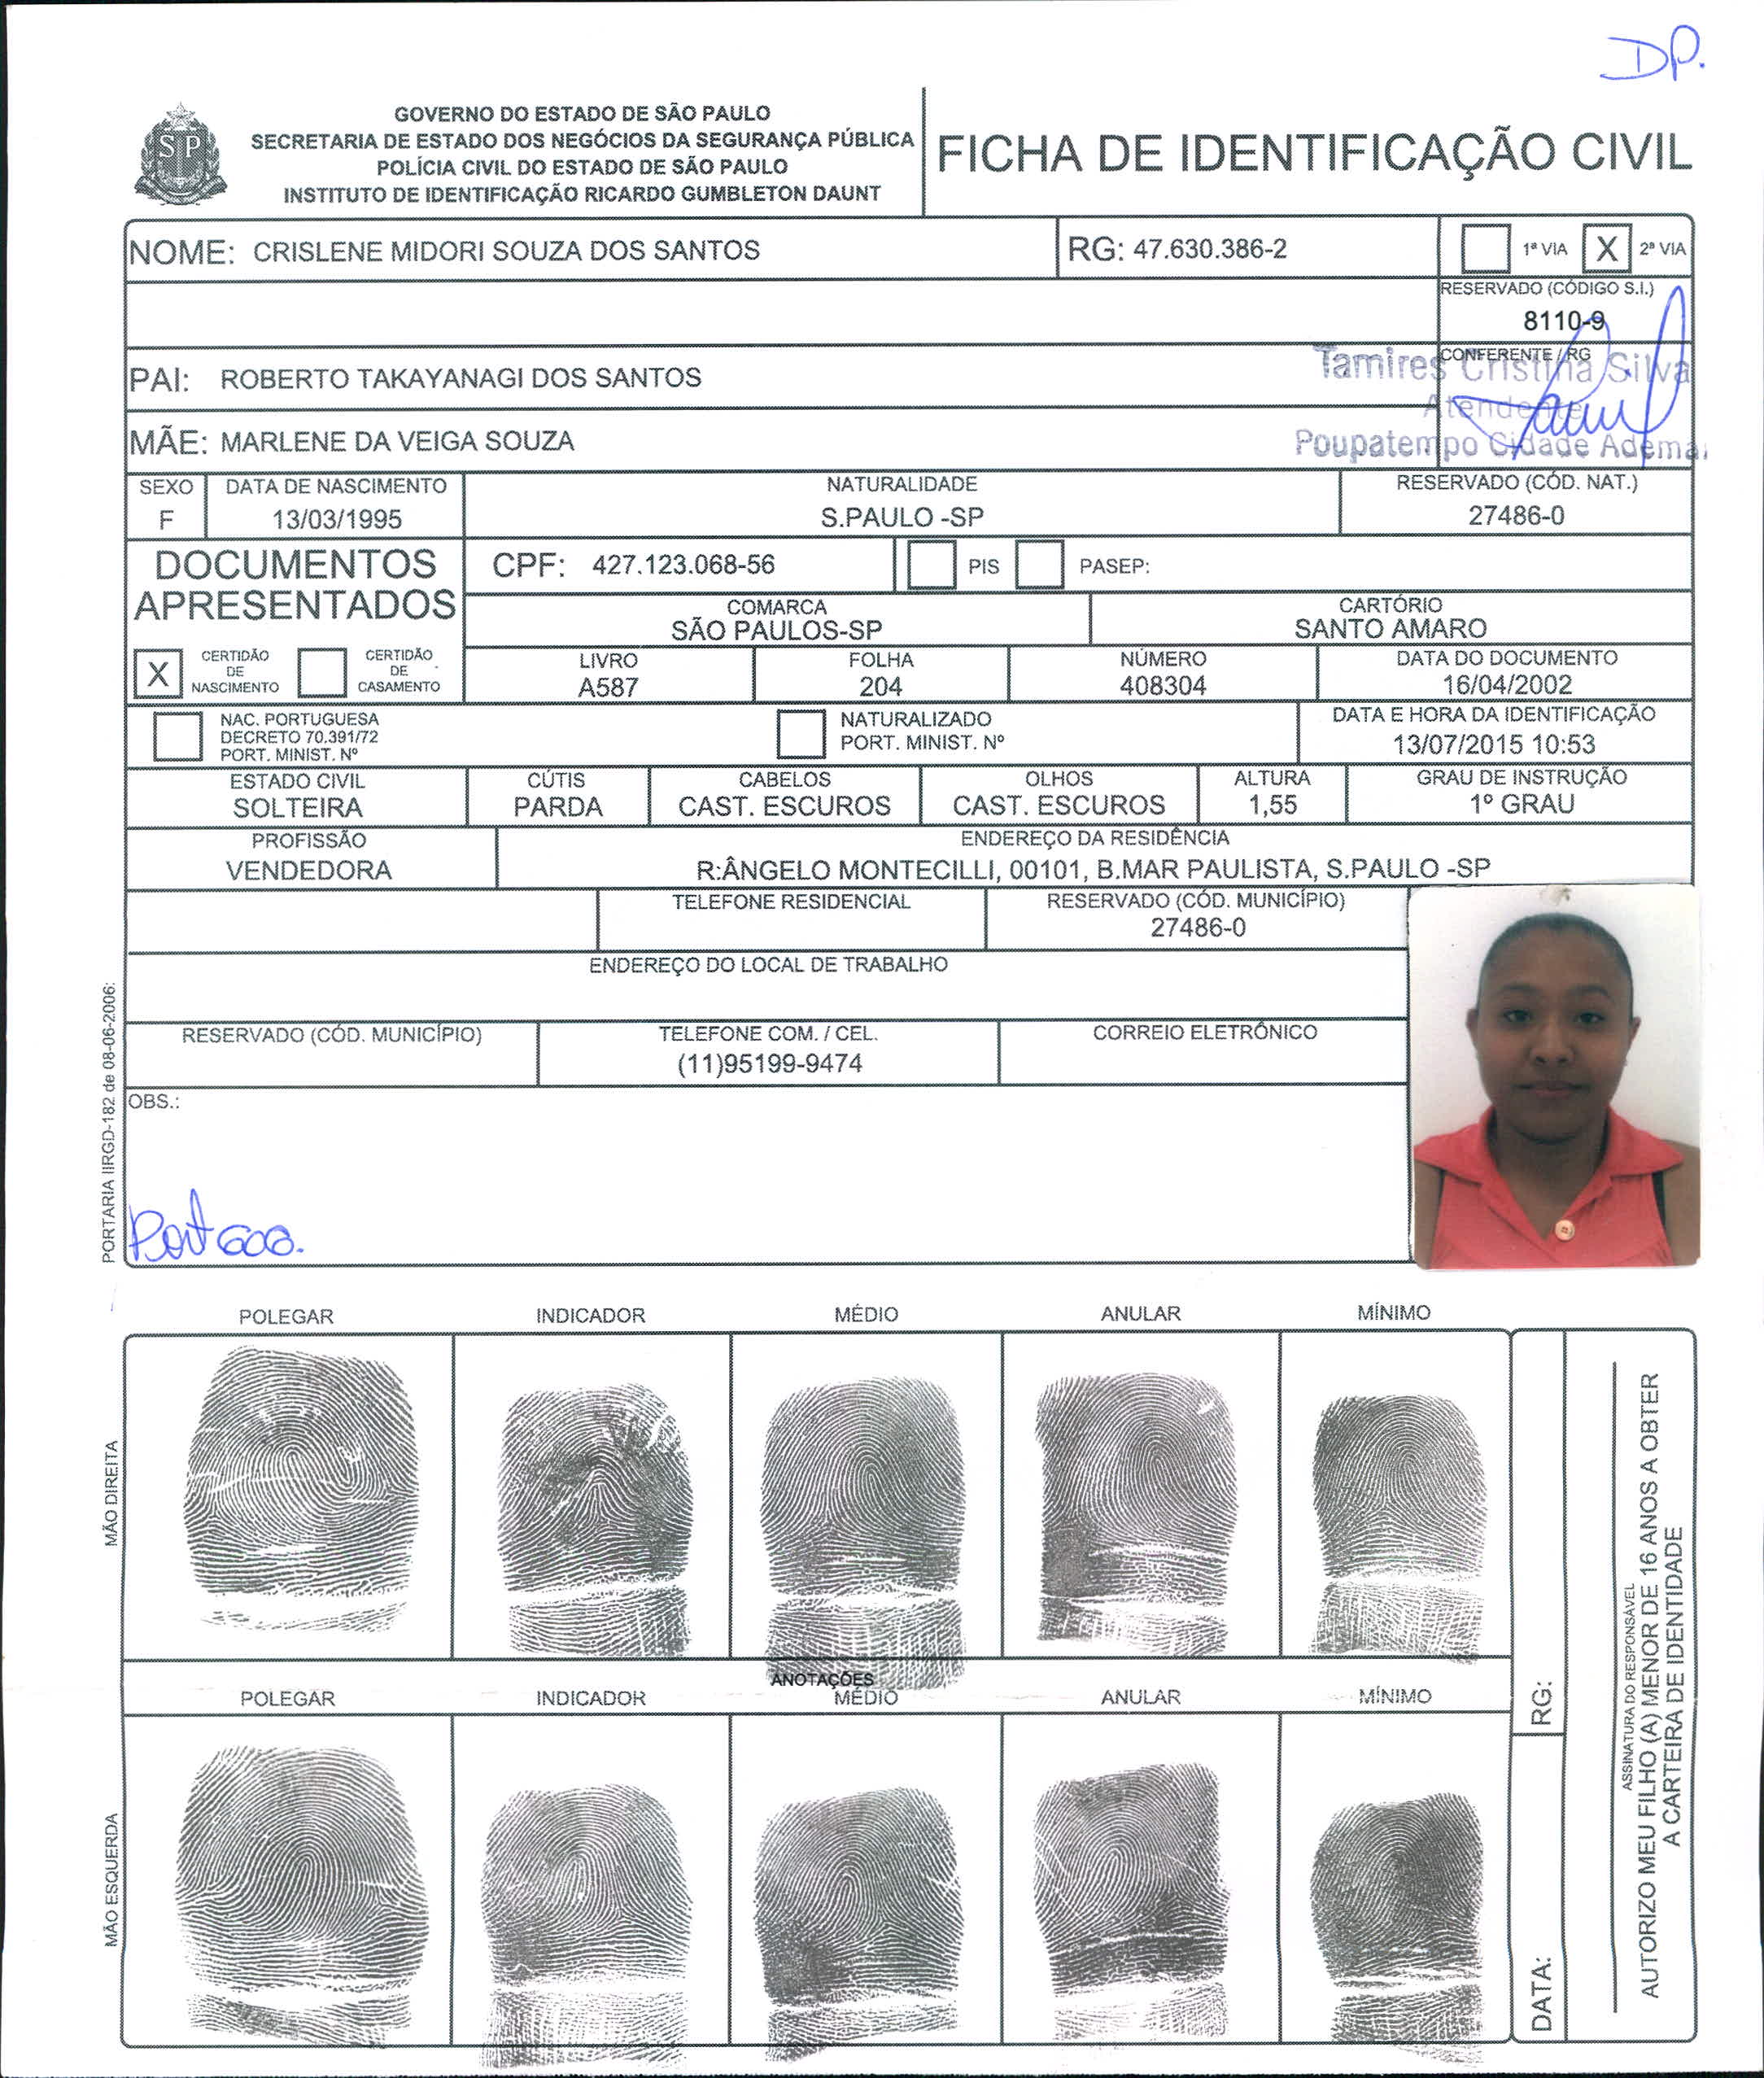 DP.
SP
GOVERNO DO ESTADO DE SÃO PAULO
SECRETARIA DE ESTADO DOS NEGÓCIOS DA SEGURANÇA PÚBLICA
POLÍCIA CIVIL DO ESTADO DE SÃO PAULO
INSTITUTO DE IDENTIFICAÇÃO RICARDO GUMBLETON DAUNT
FICHA DE IDENTIFICAÇÃO CIVIL
NOME: CRISLENE MIDORI SOUZA DOS SANTOS
RG: 47.630.386-2
1ª VIA X 2ª VIA
RESERVADO (CÓDIGO S.I.)
8110-9
PAI: ROBERTO TAKAYANAGI DOS SANTOS
CONFERENTE / RG
Tamires Cristina Silva
Atendente
Poupatempo Cidade Ademar
MÃE: MARLENE DA VEIGA SOUZA
SEXO
F
DATA DE NASCIMENTO
13/03/1995
NATURALIDADE
S.PAULO -SP
RESERVADO (CÓD. NAT.)
27486-0
DOCUMENTOS
APRESENTADOS
CPF: 427.123.068-56
PIS
PASEP:
COMARCA
SÃO PAULOS-SP
CARTÓRIO
SANTO AMARO
X
CERTIDÃO
DE
NASCIMENTO
CERTIDÃO
DE
CASAMENTO
LIVRO
A587
FOLHA
204
NÚMERO
408304
DATA DO DOCUMENTO
16/04/2002
NAC. PORTUGUESA
DECRETO 70.391/72
PORT. MINIST. Nº
NATURALIZADO
PORT. MINIST. Nº
DATA E HORA DA IDENTIFICAÇÃO
13/07/2015 10:53
ESTADO CIVIL
SOLTEIRA
CÚTIS
PARDA
CABELOS
CAST. ESCUROS
OLHOS
CAST. ESCUROS
ALTURA
1,55
GRAU DE INSTRUÇÃO
1º GRAU
PROFISSÃO
VENDEDORA
ENDEREÇO DA RESIDÊNCIA
R:ÂNGELO MONTECILLI, 00101, B.MAR PAULISTA, S.PAULO -SP
TELEFONE RESIDENCIAL
RESERVADO (CÓD. MUNICÍPIO)
27486-0
ENDEREÇO DO LOCAL DE TRABALHO
RESERVADO (CÓD. MUNICÍPIO)
TELEFONE COM. / CEL.
(11)95199-9474
CORREIO ELETRÔNICO
OBS.:
PORTARIA IIRGD-182 de 08-06-2006:
POLEGAR
INDICADOR
MÉDIO
ANULAR
MÍNIMO
MÃO DIREITA
ANOTAÇÕES
POLEGAR
INDICADOR
MÉDIO
ANULAR
MÍNIMO
MÃO ESQUERDA
RG:
DATA:
ASSINATURA DO RESPONSÁVEL
AUTORIZO MEU FILHO (A) MENOR DE 16 ANOS A OBTER
A CARTEIRA DE IDENTIDADE